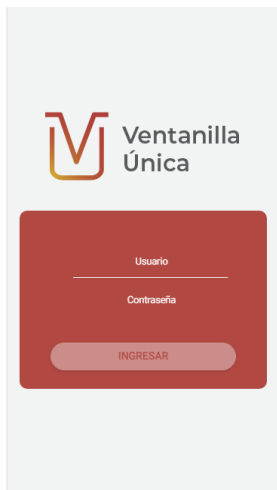 Ventanilla
Única
Usuario
Contraseña
INGRESAR